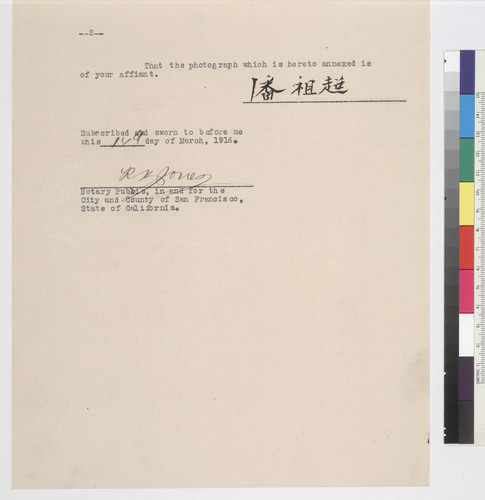 --2--
That the photograph which is hereto annexed is
of your affiant.
潘祖超
Subscribed and sworn to before me
this 14 day of March, 1916.
Jones
Notary Public, in and for the
City and County of San Francisco,
State of California.